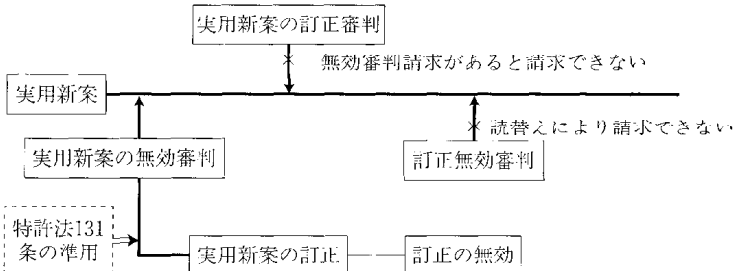 実用新案の訂正審判
無効審判請求があると請求できない
実用新案
読替えにより請求できない
実用新案の無効審判
訂正無効審判
特許法131
条の準用
実用新案の訂正
訂正の無効